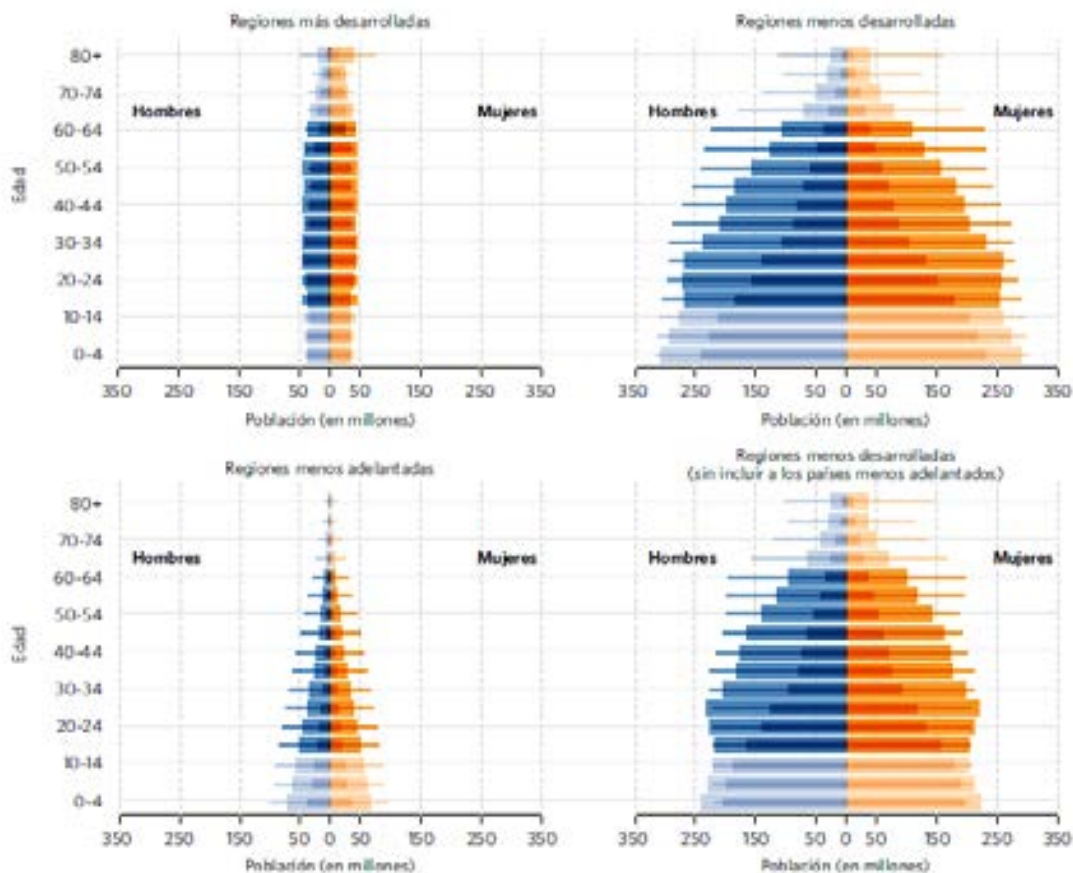 Regiones más desarrolladas
Edad
80+
70-74
60-64
50-54
40-44
30-34
20-24
10-14
0-4
Hombres
Mujeres
350 250 150 50 0 50 150 250 350
Población (en millones)
Regiones menos desarrolladas
Hombres
Mujeres
350 250 150 50 0 50 150 250 350
Población (en millones)
Regiones menos adelantadas
Edad
80+
70-74
60-64
50-54
40-44
30-34
20-24
10-14
0-4
Hombres
Mujeres
350 250 150 50 0 50 150 250 350
Población (en millones)
Regiones menos desarrolladas
(sin incluir a los países menos adelantados)
Hombres
Mujeres
350 250 150 50 0 50 150 250 350
Población (en millones)